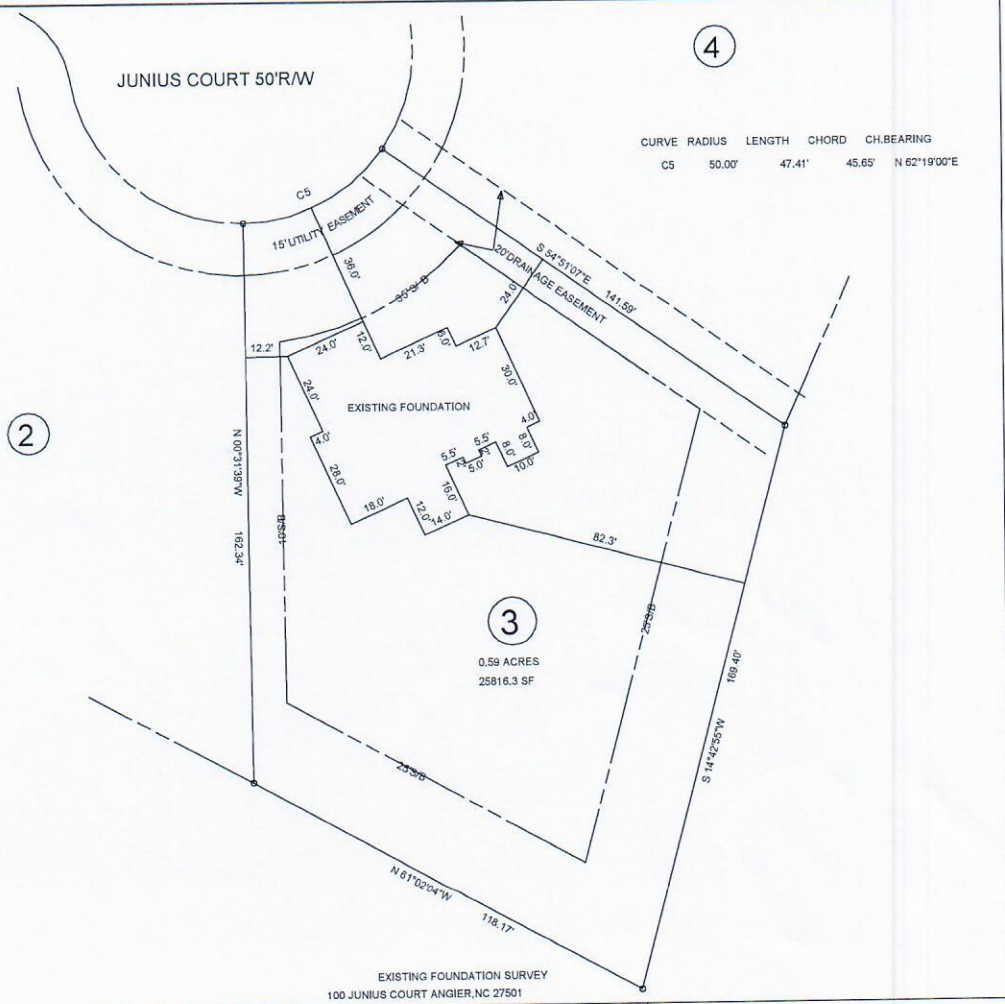 JUNIUS COURT 50'R/W
4
CURVE RADIUS LENGTH CHORD CH.BEARING
C5 50.00' 47.41' 45.65' N 62°19'00"E
C5
15' UTILITY EASEMENT
36.0'
35'S/ B
20'DRAINAGE EASEMENT
S 54°51'07"E 141.59'
24.0'
12.2'
24.0'
12.0'
21.3'
6.0'
12.7'
24.0'
30.0'
EXISTING FOUNDATION
2
4.0'
4.0'
28.0'
5.5'
5.5'
2'
2'
5.0'
8.0'
8.0'
10.0'
16.0'
18.0'
12.0'
14.0'
N 00°31'39"W 162.34'
10'S/B
82.3'
3
0.59 ACRES
25816.3 SF
25'S/B
S 14°42'55"W 169.40'
25'S/B
N 61°02'04"W 118.17'
EXISTING FOUNDATION SURVEY
100 JUNIUS COURT ANGIER,NC 27501